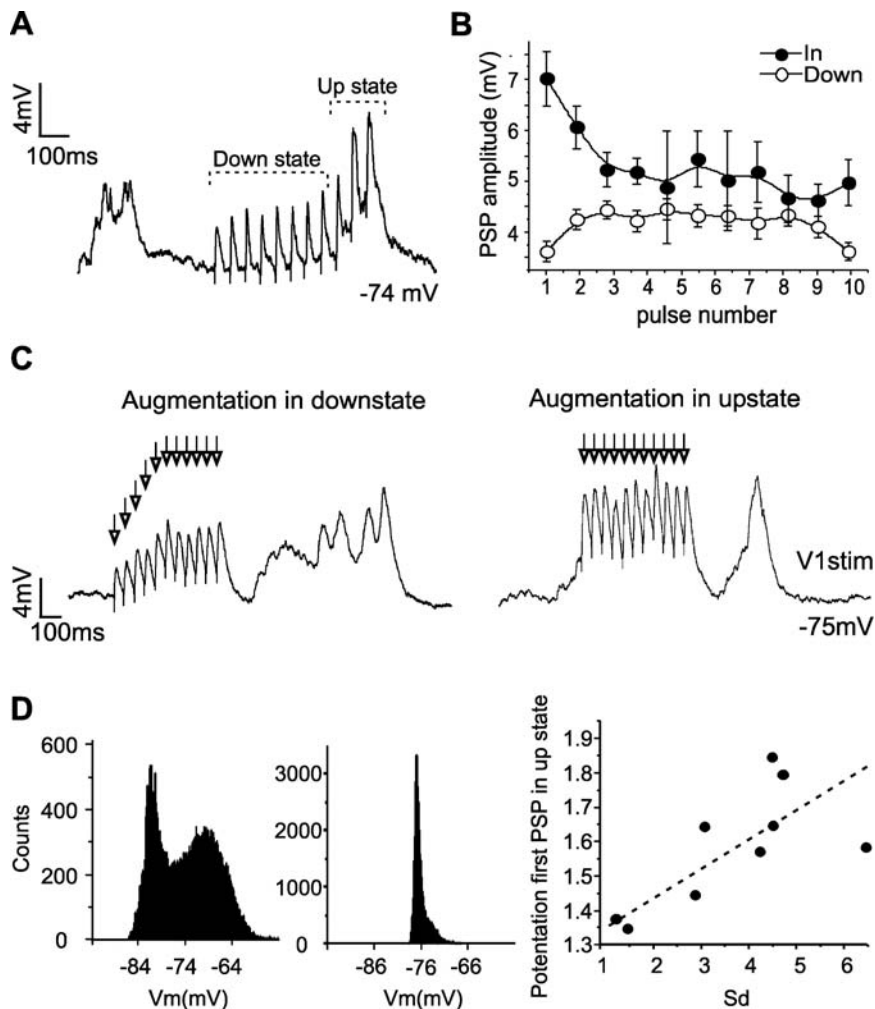 A
4mV
100ms
Down state
Up state
-74 mV
B
In
Down
PSP amplitude (mV)
7
6
5
4
1 2 3 4 5 6 7 8 9 10
pulse number
C
Augmentation in downstate
Augmentation in upstate
4mV
100ms
V1stim
-75mV
D
Counts
600
400
200
0
-84 -74 -64
Vm(mV)
3000
2000
1000
0
-86 -76 -66
Vm(mV)
Potentation first PSP in up state
1.9
1.8
1.7
1.6
1.5
1.4
1.3
1 2 3 4 5 6
Sd